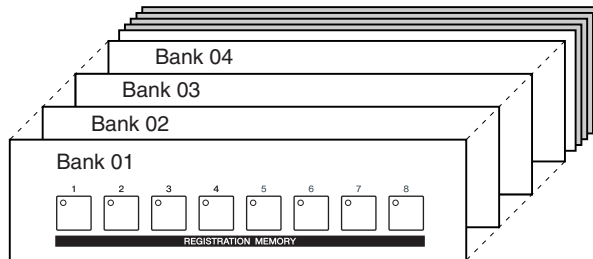 Bank 04
Bank 03
Bank 02
Bank 01
1 2 3 4 5 6 7 8
REGISTRATION MEMORY